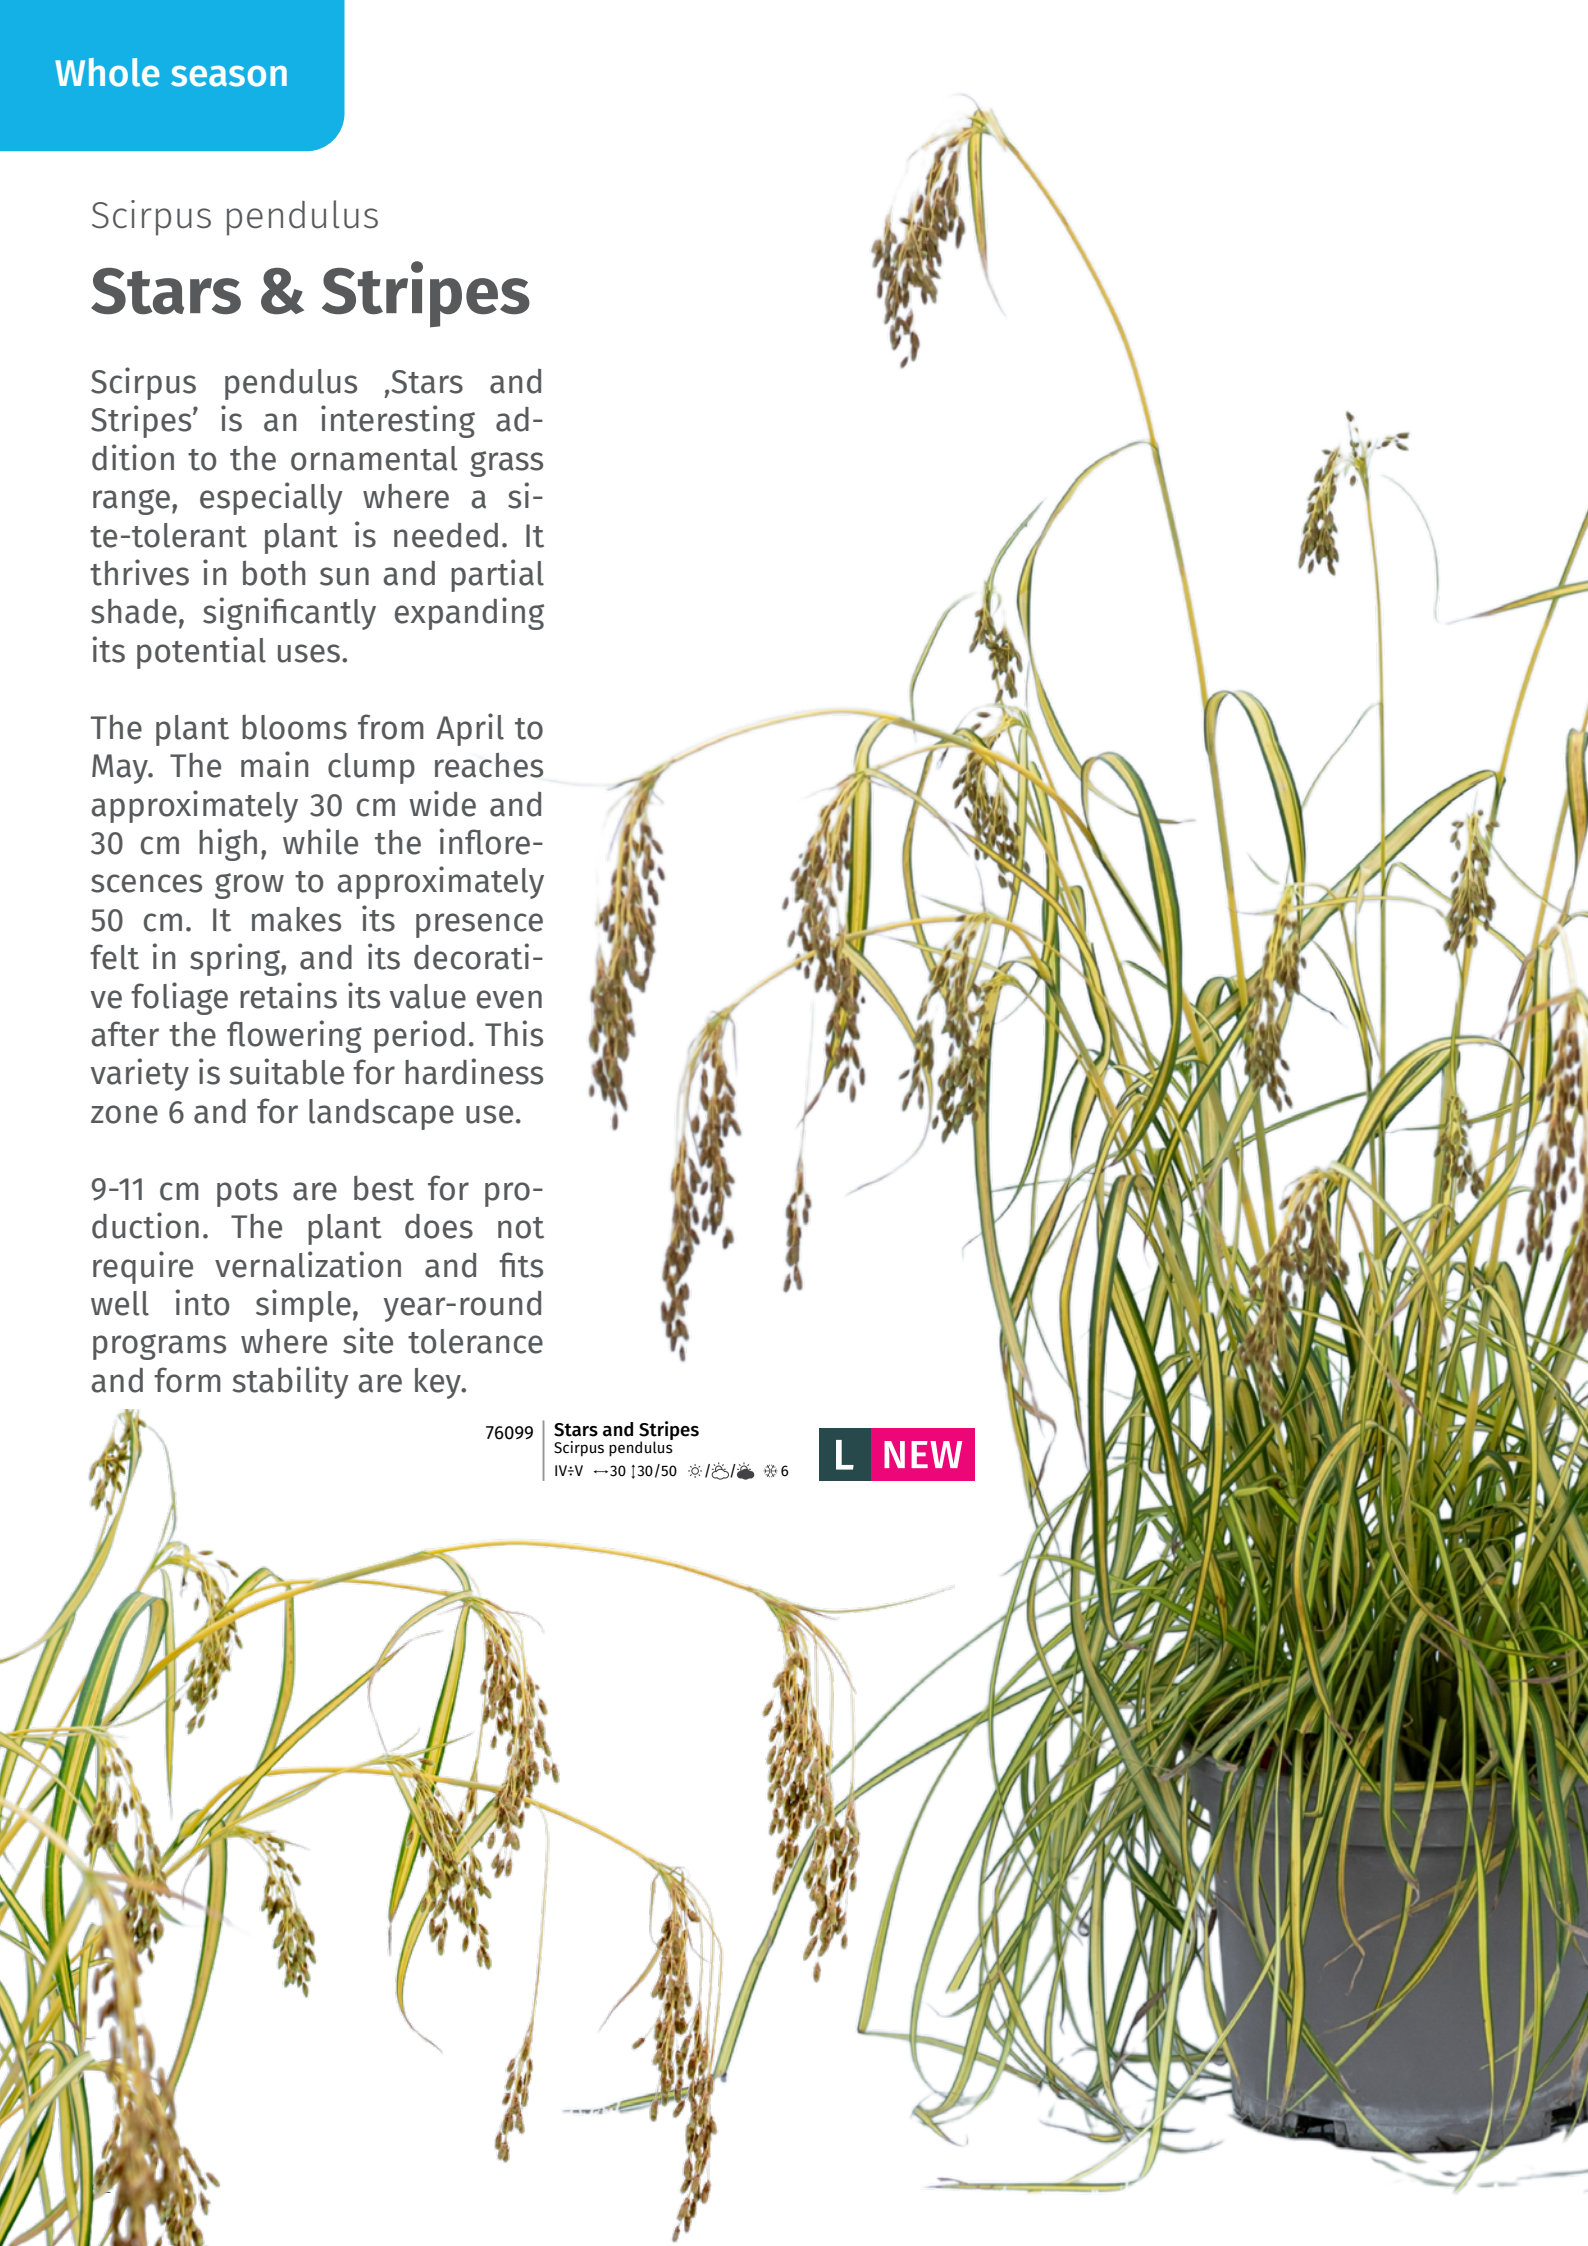 Whole season
Scirpus pendulus
Stars & Stripes
Scirpus pendulus ‚Stars and
Stripes’ is an interesting ad-
dition to the ornamental grass
range, especially where a si-
te-tolerant plant is needed. It
thrives in both sun and partial
shade, significantly expanding
its potential uses.
The plant blooms from April to
May. The main clump reaches
approximately 30 cm wide and
30 cm high, while the inflore-
scences grow to approximately
50 cm. It makes its presence
felt in spring, and its decorati-
ve foliage retains its value even
after the flowering period. This
variety is suitable for hardiness
zone 6 and for landscape use.
9-11 cm pots are best for pro-
duction. The plant does not
require vernalization and fits
well into simple, year-round
programs where site tolerance
and form stability are key.
76099
Stars and Stripes
Scirpus pendulus
IV÷V ↔30 ↕30/50 ☀/⛅/☁ ❄6
L NEW